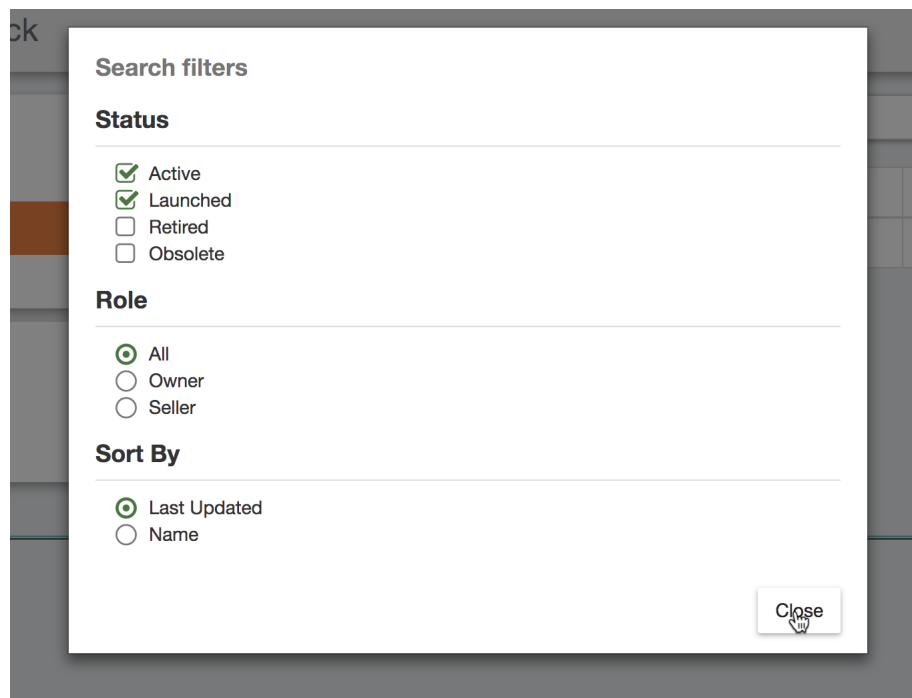 ck
Search filters
Status
Active
Launched
Retired
Obsolete
Role
All
Owner
Seller
Sort By
Last Updated
Name
Close